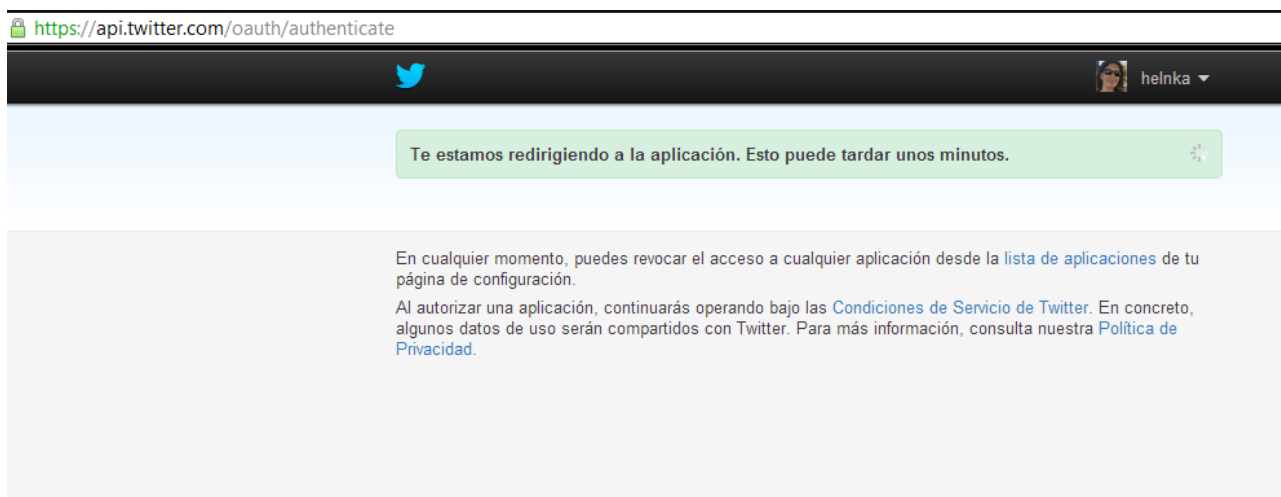 https://api.twitter.com/oauth/authenticate
helnka
Te estamos redirigiendo a la aplicación. Esto puede tardar unos minutos.
En cualquier momento, puedes revocar el acceso a cualquier aplicación desde la lista de aplicaciones de tu
página de configuración.
Al autorizar una aplicación, continuarás operando bajo las Condiciones de Servicio de Twitter. En concreto,
algunos datos de uso serán compartidos con Twitter. Para más información, consulta nuestra Política de
Privacidad.